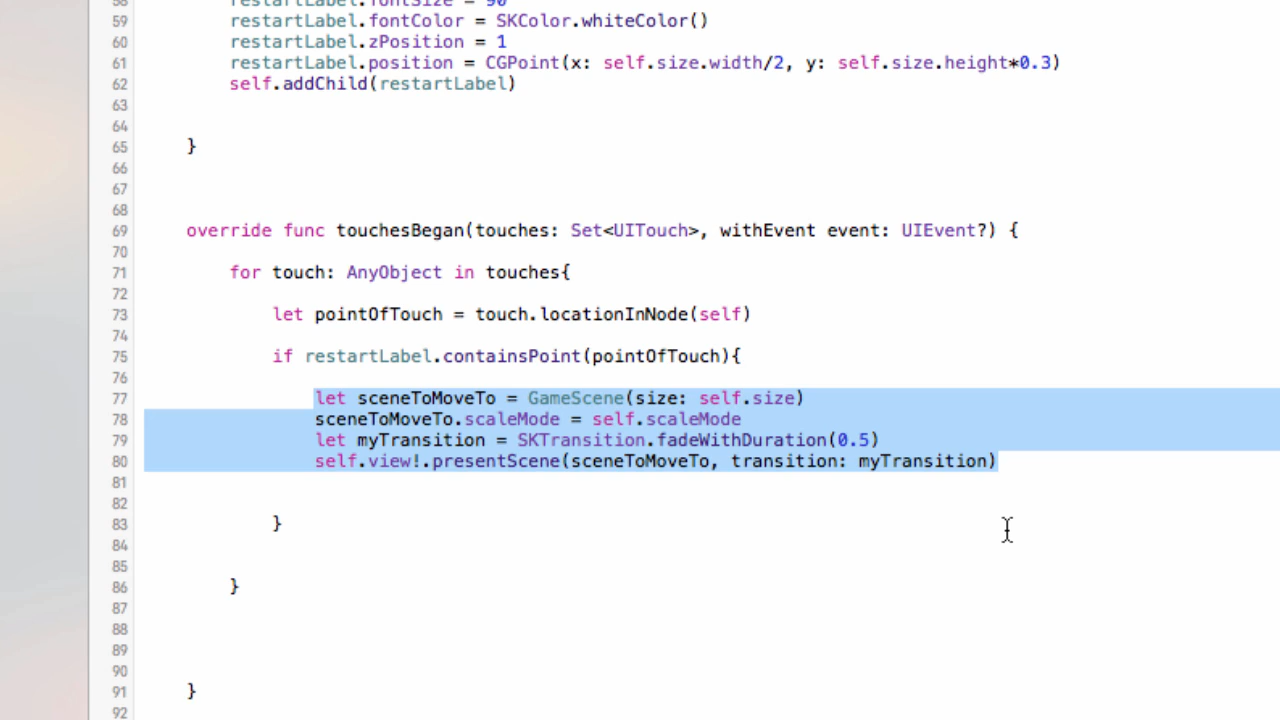 58 restartLabel.fontSize = 90
59 restartLabel.fontColor = SKColor.whiteColor()
60 restartLabel.zPosition = 1
61 restartLabel.position = CGPoint(x: self.size.width/2, y: self.size.height*0.3)
62 self.addChild(restartLabel)
63
64
65 }
66
67
68
69 override func touchesBegan(touches: Set<UITouch>, withEvent event: UIEvent?) {
70
71 for touch: AnyObject in touches{
72
73 let pointOfTouch = touch.locationInNode(self)
74
75 if restartLabel.containsPoint(pointOfTouch){
76
77 let sceneToMoveTo = GameScene(size: self.size)
78 sceneToMoveTo.scaleMode = self.scaleMode
79 let myTransition = SKTransition.fadeWithDuration(0.5)
80 self.view!.presentScene(sceneToMoveTo, transition: myTransition)
81
82
83 }
84
85
86 }
87
88
89
90
91 }
92